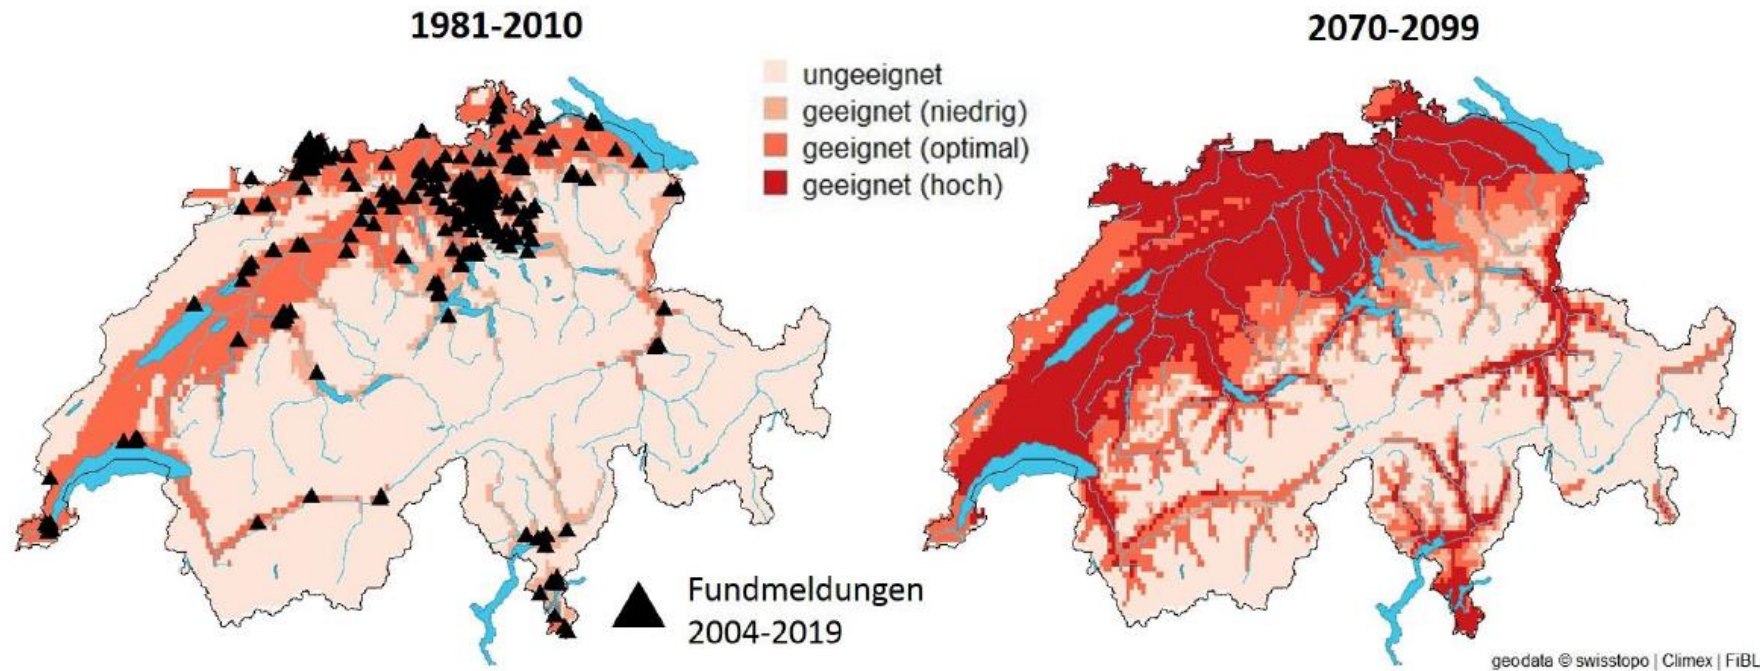 1981-2010
2070-2099
ungeeignet
geeignet (niedrig)
geeignet (optimal)
geeignet (hoch)
Fundmeldungen
2004-2019
geodata © swisstopo | Climex | FiBL